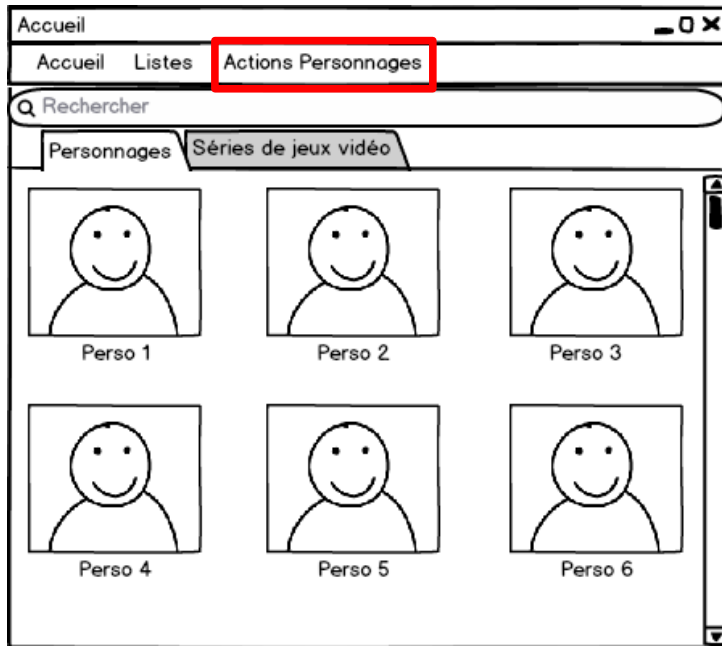 Accueil
Accueil Listes Actions Personnages
Rechercher
Personnages Séries de jeux vidéo
Perso 1 Perso 2 Perso 3
Perso 4 Perso 5 Perso 6